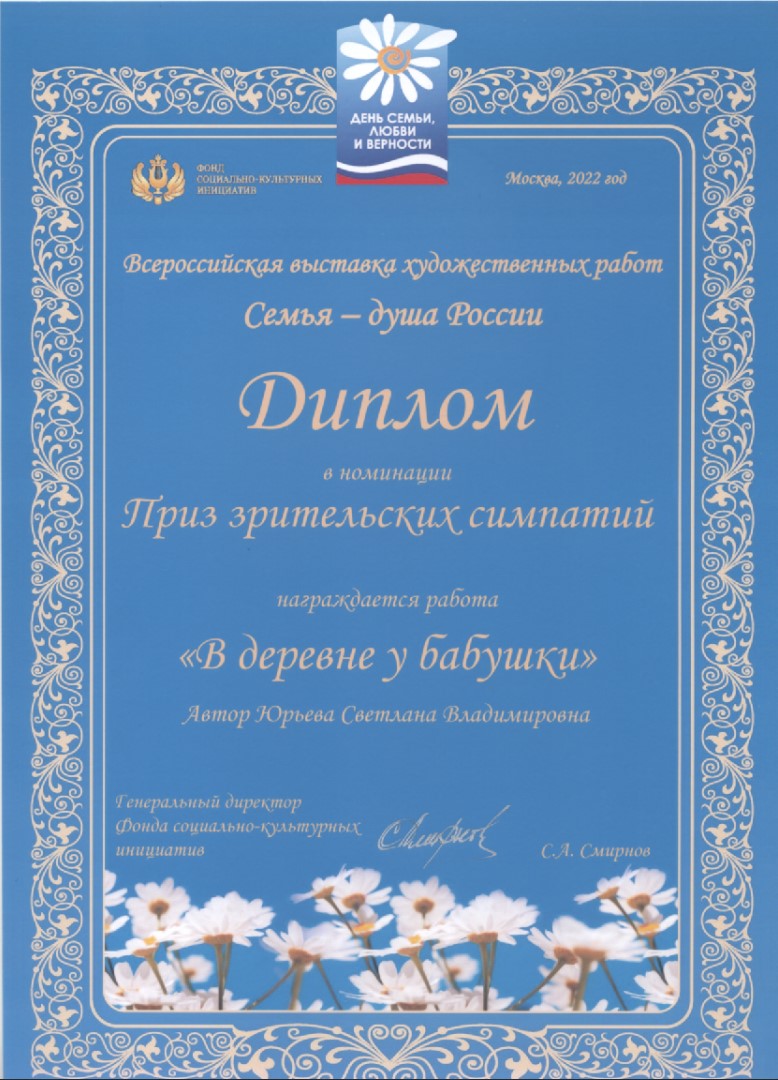 ДЕНЬ СЕМЬИ,
ЛЮБВИ
И ВЕРНОСТИ
ФОНД
СОЦИАЛЬНО-КУЛЬТУРНЫХ
ИНИЦИАТИВ
Москва, 2022 год
Всероссийская выставка художественных работ
Семья – душа России
Диплом
в номинации
Приз зрительских симпатий
награждается работа
«В деревне у бабушки»
Автор Юрьева Светлана Владимировна
Генеральный директор
Фонда социально-культурных
инициатив
С.А. Смирнов